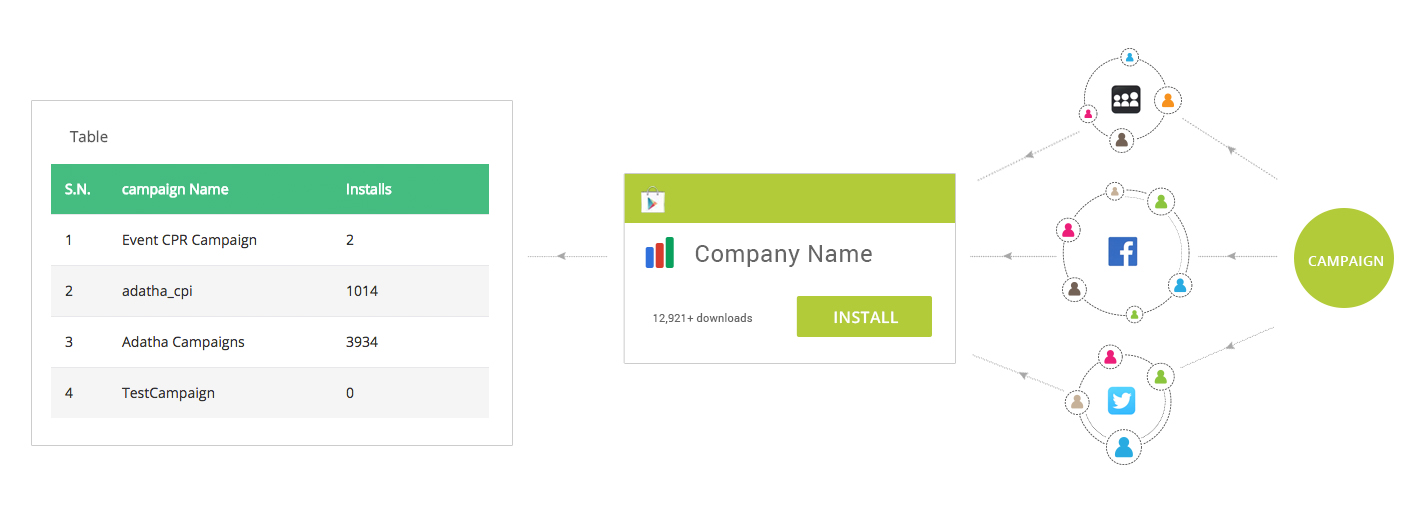 Table
S.N. campaign Name Installs
1 Event CPR Campaign 2
2 adatha_cpi 1014
3 Adatha Campaigns 3934
4 TestCampaign 0
Company Name
12,921+ downloads
INSTALL
CAMPAIGN